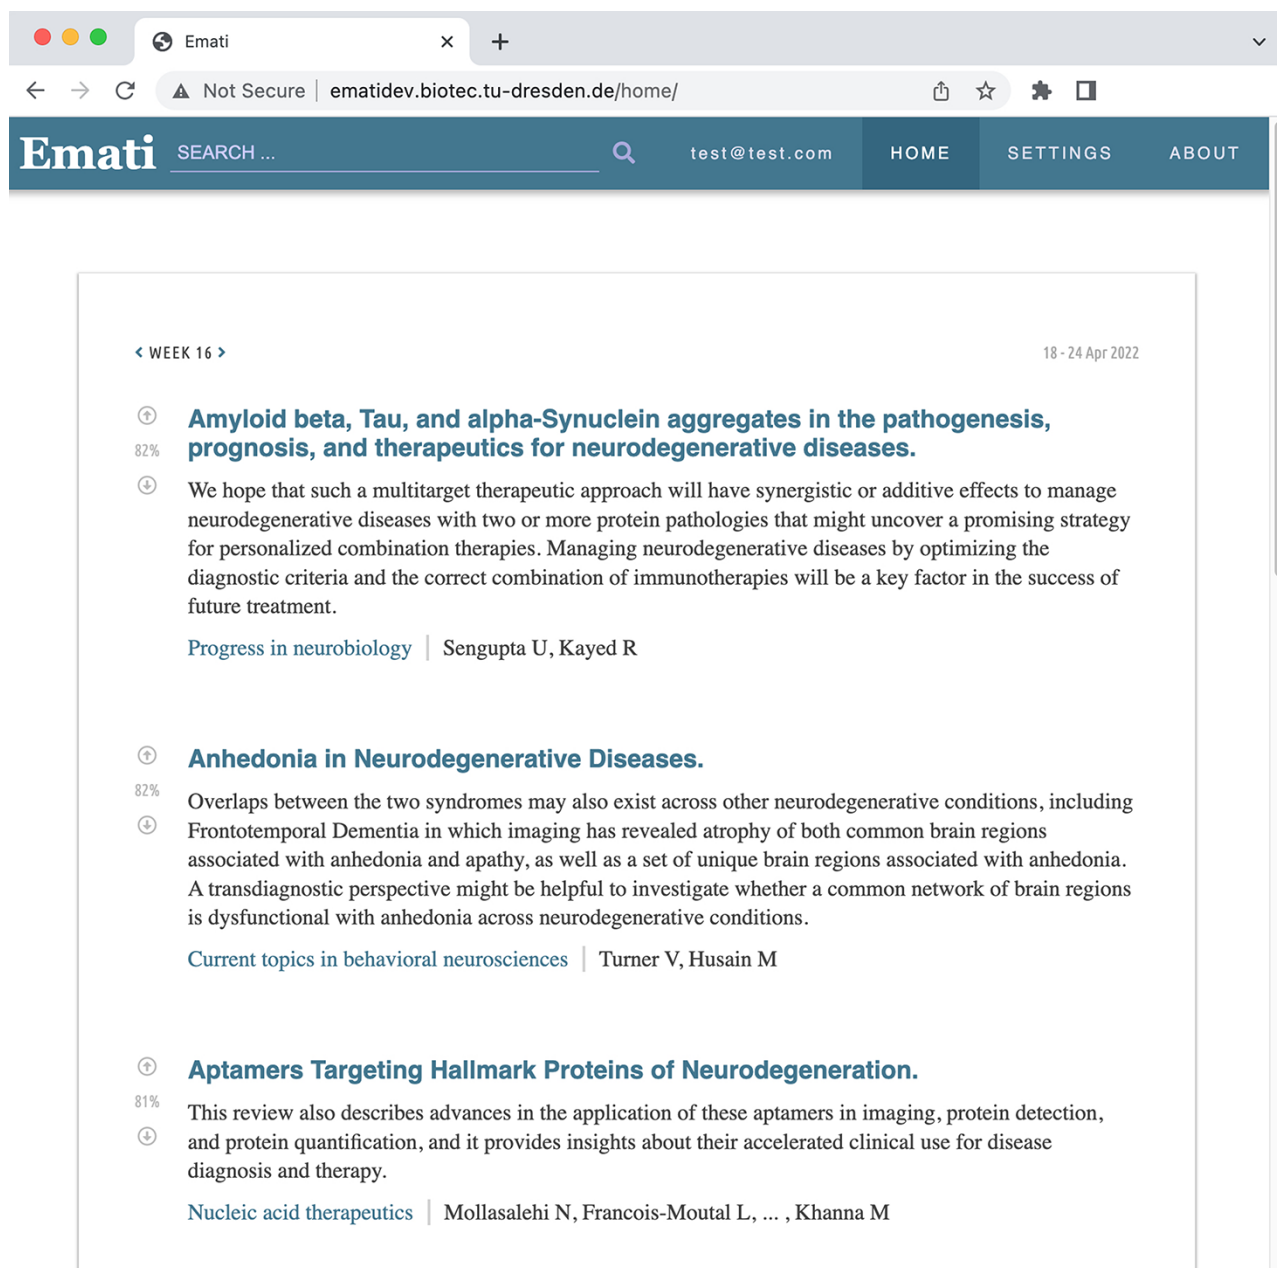 Emati
Not Secure | ematidev.biotec.tu-dresden.de/home/
Emati SEARCH ... test@test.com HOME SETTINGS ABOUT
< WEEK 16 > 18 - 24 Apr 2022
Amyloid beta, Tau, and alpha-Synuclein aggregates in the pathogenesis,
82% prognosis, and therapeutics for neurodegenerative diseases.
We hope that such a multitarget therapeutic approach will have synergistic or additive effects to manage
neurodegenerative diseases with two or more protein pathologies that might uncover a promising strategy
for personalized combination therapies. Managing neurodegenerative diseases by optimizing the
diagnostic criteria and the correct combination of immunotherapies will be a key factor in the success of
future treatment.
Progress in neurobiology | Sengupta U, Kayed R
Anhedonia in Neurodegenerative Diseases.
82%
Overlaps between the two syndromes may also exist across other neurodegenerative conditions, including
Frontotemporal Dementia in which imaging has revealed atrophy of both common brain regions
associated with anhedonia and apathy, as well as a set of unique brain regions associated with anhedonia.
A transdiagnostic perspective might be helpful to investigate whether a common network of brain regions
is dysfunctional with anhedonia across neurodegenerative conditions.
Current topics in behavioral neurosciences | Turner V, Husain M
Aptamers Targeting Hallmark Proteins of Neurodegeneration.
81%
This review also describes advances in the application of these aptamers in imaging, protein detection,
and protein quantification, and it provides insights about their accelerated clinical use for disease
diagnosis and therapy.
Nucleic acid therapeutics | Mollasalehi N, Francois-Moutal L, ... , Khanna M